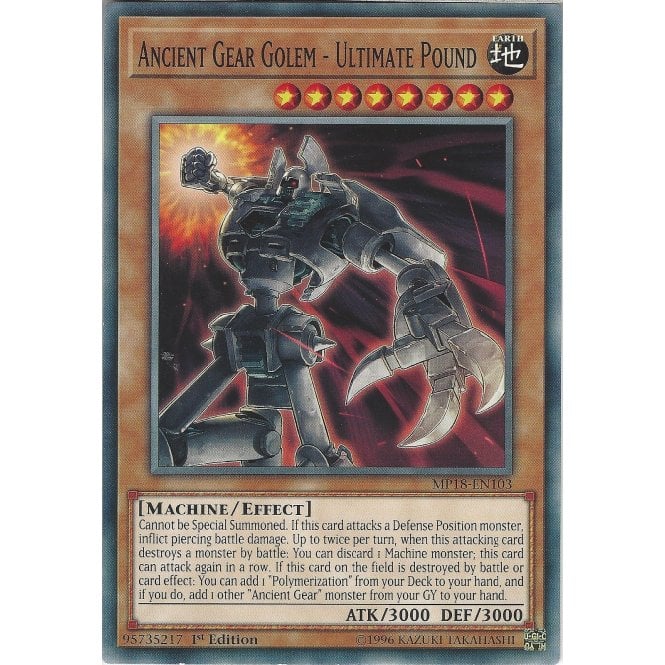 ANCIENT GEAR GOLEM - ULTIMATE POUND
EARTH
地
MP18-EN103
[MACHINE/EFFECT]
Cannot be Special Summoned. If this card attacks a Defense Position monster,
inflict piercing battle damage. Up to twice per turn, when this attacking card
destroys a monster by battle: You can discard 1 Machine monster; this card
can attack again in a row. If this card on the field is destroyed by battle or
card effect: You can add 1 "Polymerization" from your Deck to your hand, and
if you do, add 1 other "Ancient Gear" monster from your GY to your hand.
ATK/3000 DEF/3000
95735217 1st Edition ©1996 KAZUKI TAKAHASHI